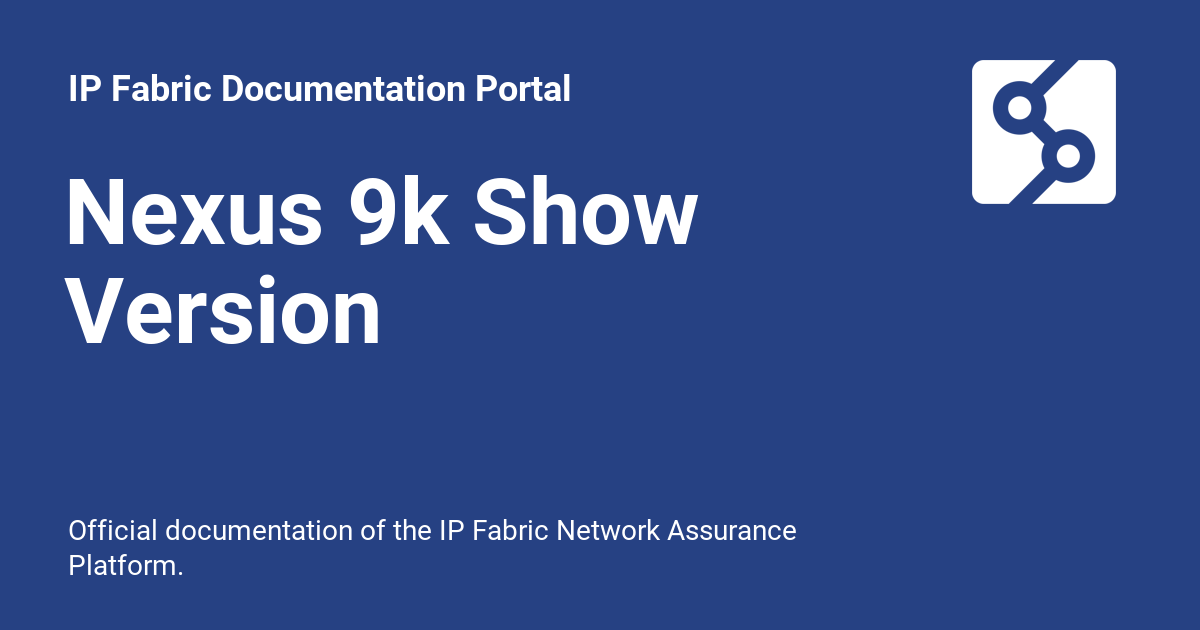 IP Fabric Documentation Portal
Nexus 9k Show
Version
Official documentation of the IP Fabric Network Assurance
Platform.